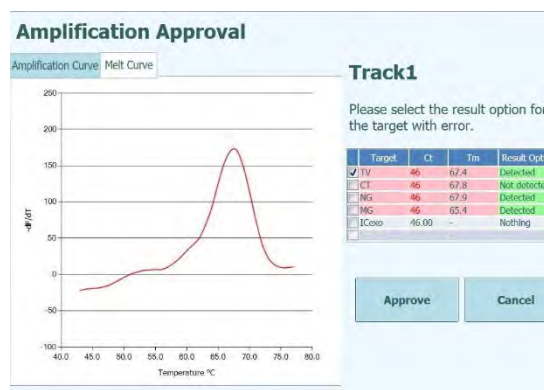 Amplification Approval
Amplification Curve Melt Curve
250
200
150
100
50
0
-50
-100
-dF/dT
40.0 45.0 50.0 55.0 60.0 65.0 70.0 75.0 80.0
Temperature °C
Track1
Please select the result option for
the target with error.
Target Ct Tm Result Opti
TV 46 67.4 Detected
CT 46 67.8 Not detecte
NG 46 67.9 Detected
MG 46 65.4 Detected
ICexo 46.00 - Nothing
Approve Cancel